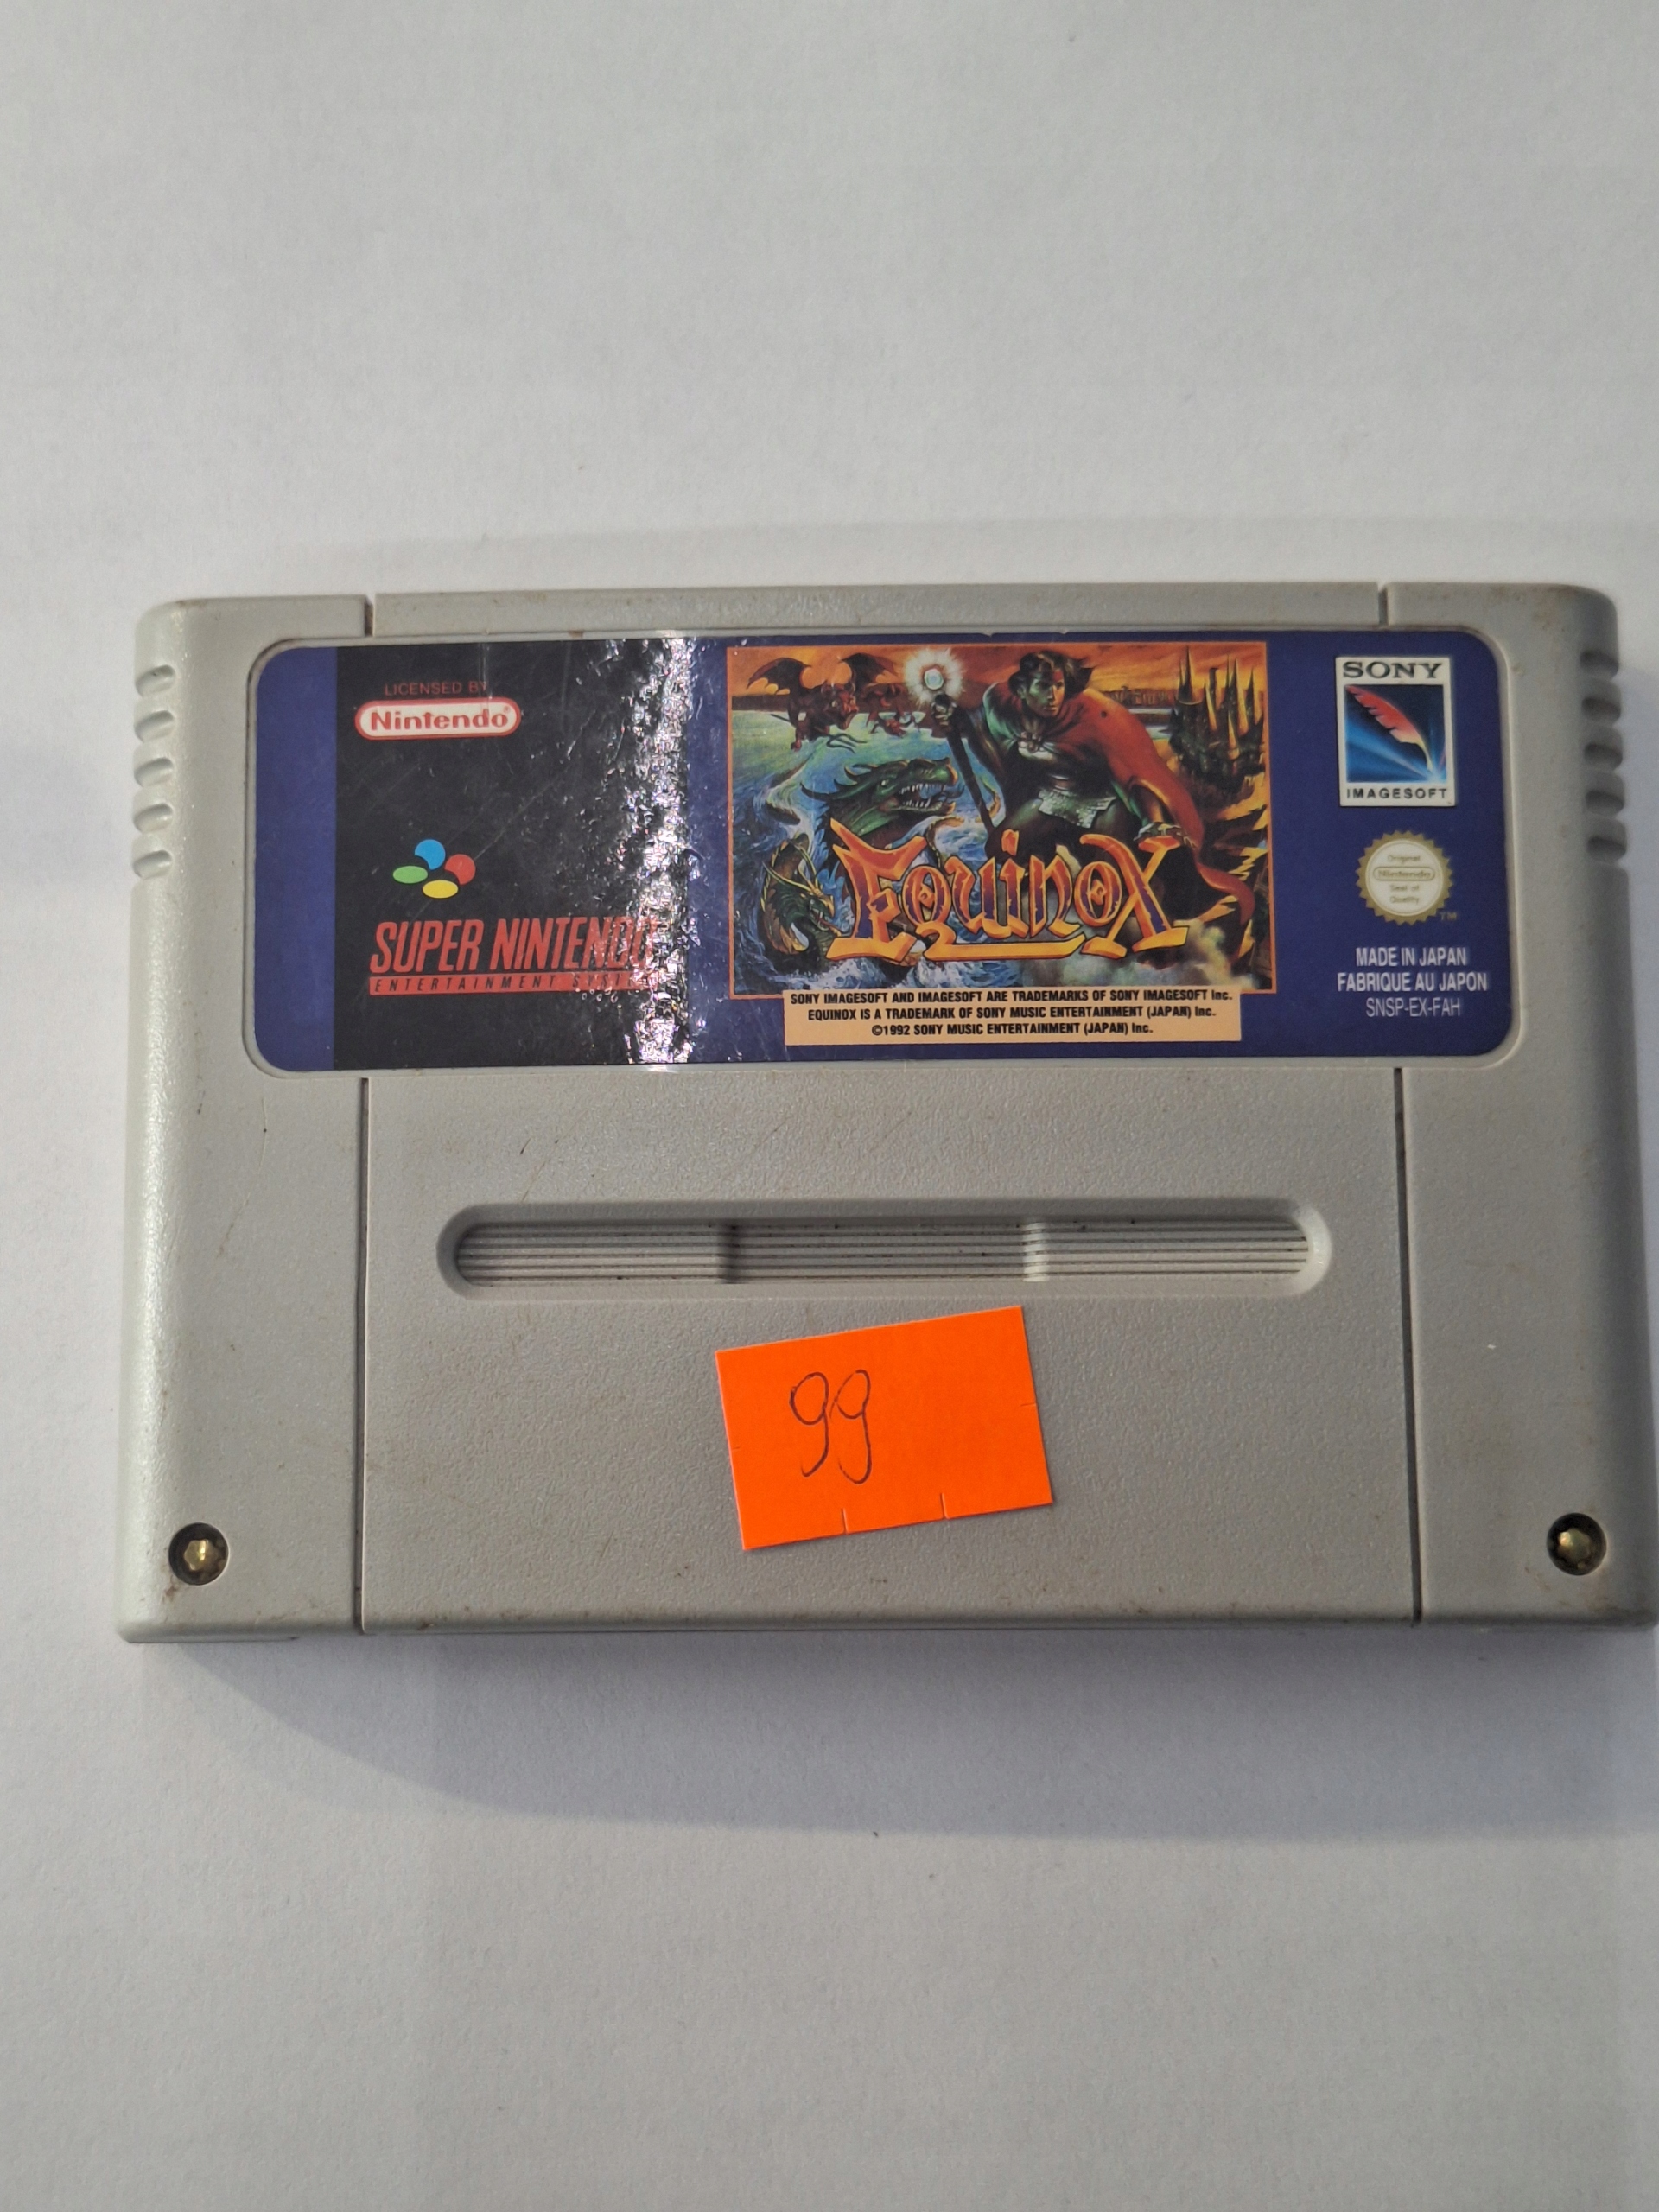 LICENSED BY
Nintendo®
SUPER NINTENDO
ENTERTAINMENT SYSTEM
EQUINOX
SONY IMAGESOFT AND IMAGESOFT ARE TRADEMARKS OF SONY IMAGESOFT Inc.
EQUINOX IS A TRADEMARK OF SONY MUSIC ENTERTAINMENT (JAPAN) Inc.
©1992 SONY MUSIC ENTERTAINMENT (JAPAN) Inc.
SONY
IMAGESOFT
Original
Nintendo
Seal of
Quality
TM
MADE IN JAPAN
FABRIQUE AU JAPON
SNSP-EX-FAH
99